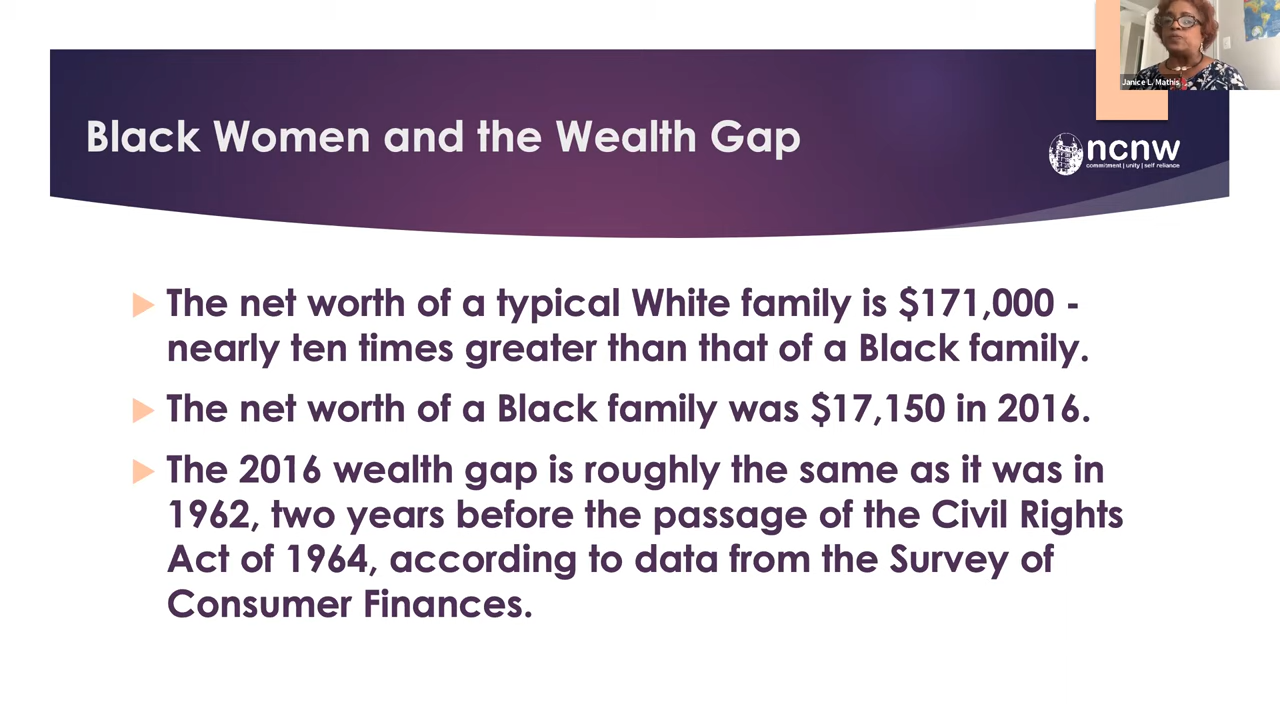 Janice L. Mathis
Black Women and the Wealth Gap
ncnw
commitment | unity | self reliance
The net worth of a typical White family is $171,000 -
nearly ten times greater than that of a Black family.
The net worth of a Black family was $17,150 in 2016.
The 2016 wealth gap is roughly the same as it was in
1962, two years before the passage of the Civil Rights
Act of 1964, according to data from the Survey of
Consumer Finances.